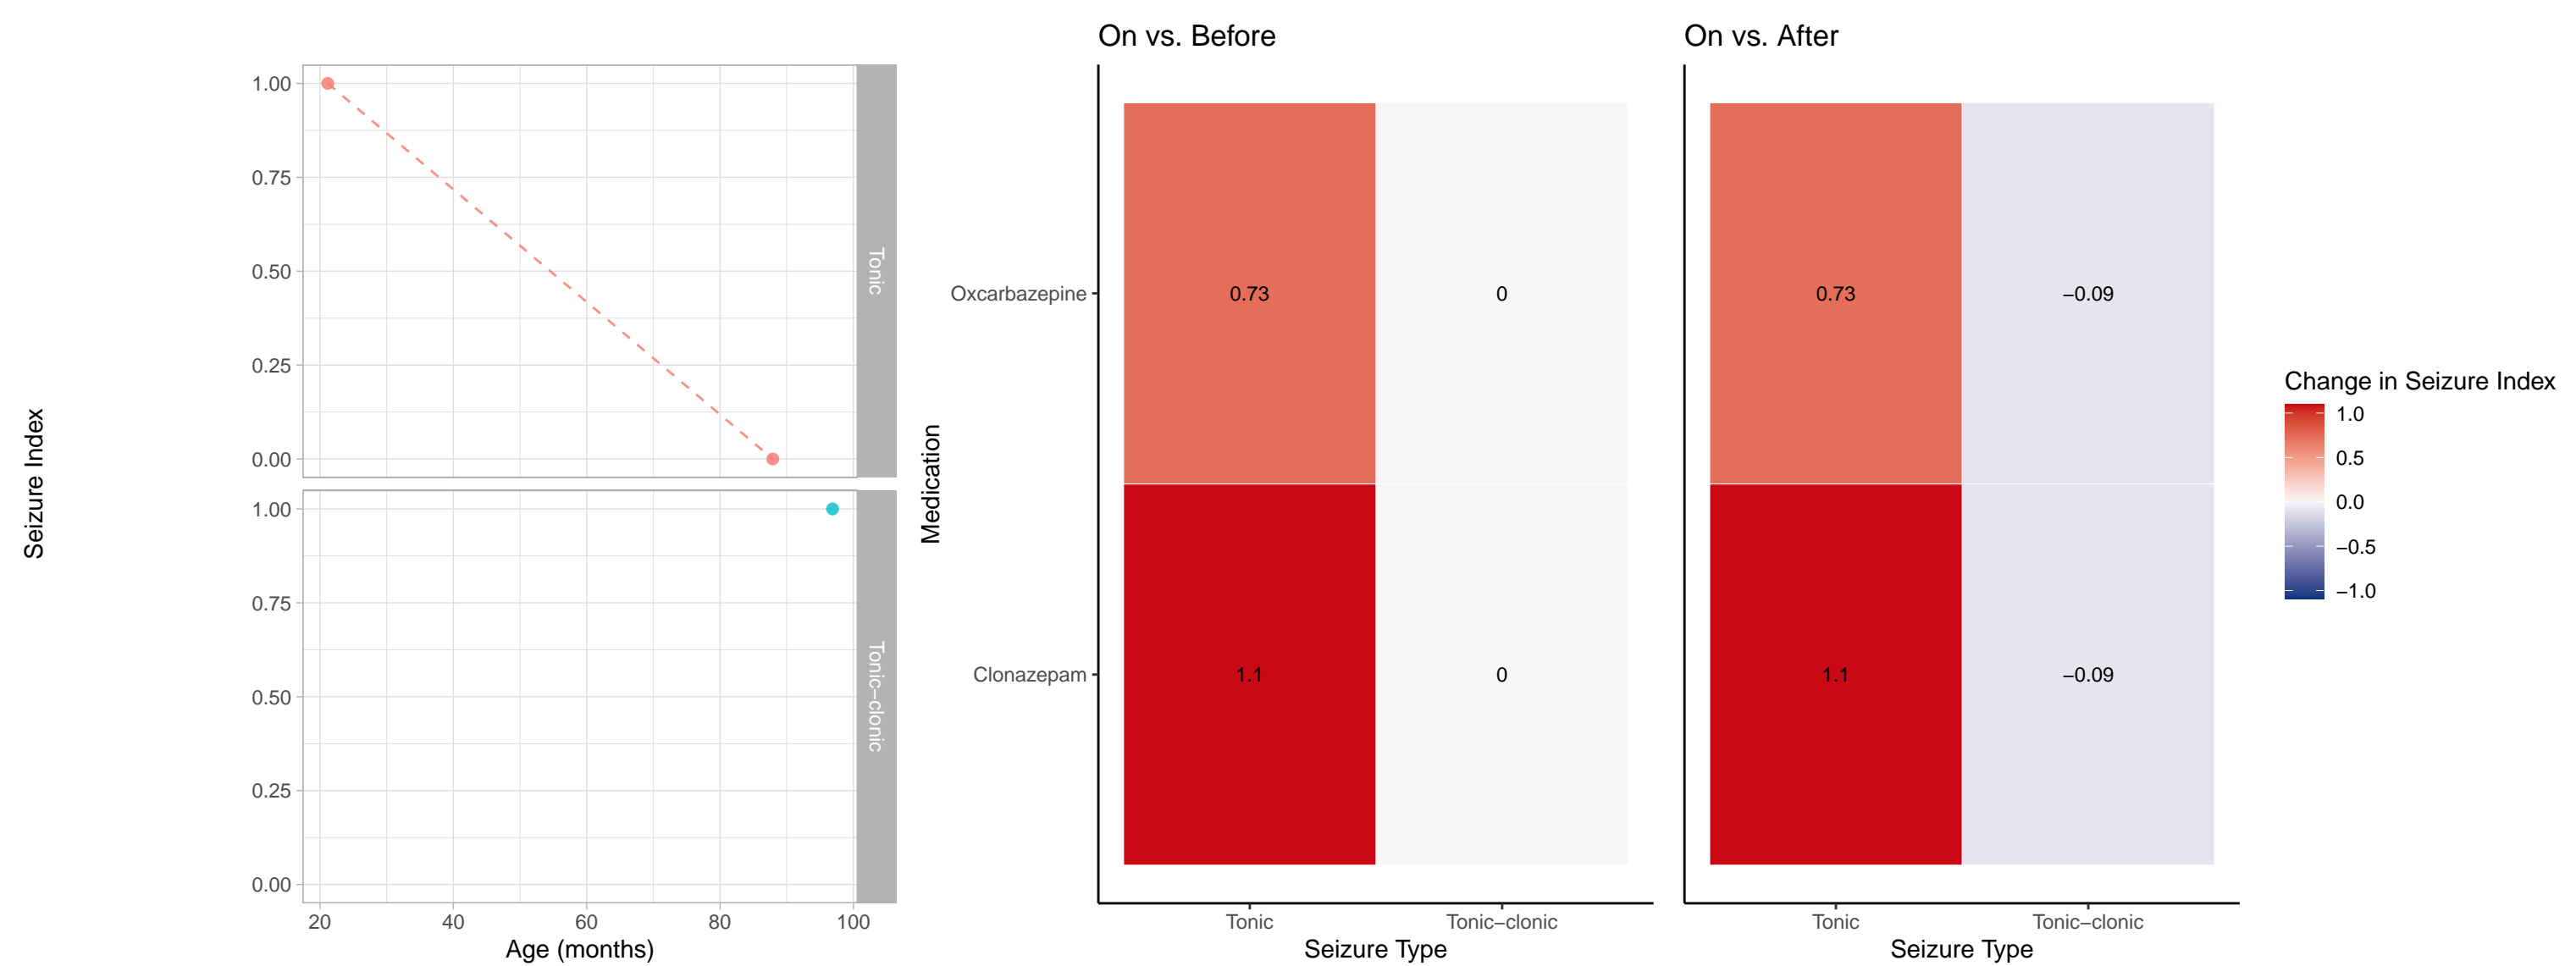 Seizure Index
1.00
0.75
0.50
0.25
0.00
Tonic
1.00
0.75
0.50
0.25
0.00
Tonic−clonic
20 40 60 80 100
Age (months)
On vs. Before
Medication
Oxcarbazepine
0.73 0
Clonazepam
1.1 0
Tonic Tonic−clonic
Seizure Type
On vs. After
0.73 −0.09
1.1 −0.09
Tonic Tonic−clonic
Seizure Type
Change in Seizure Index
1.0
0.5
0.0
−0.5
−1.0